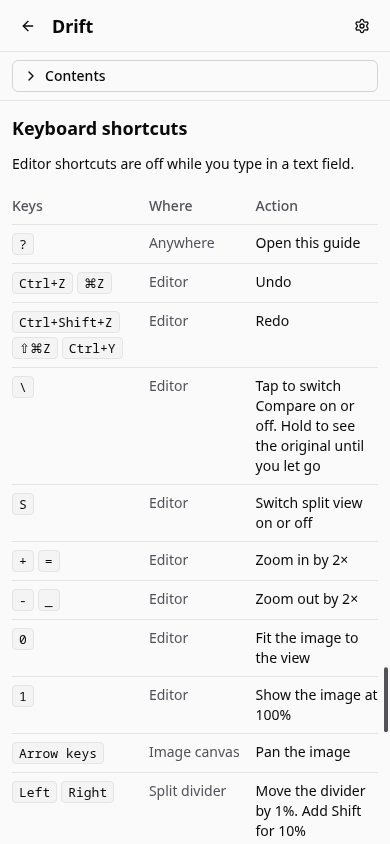 Drift
Contents
Keyboard shortcuts
Editor shortcuts are off while you type in a text field.
Keys Where Action
? Anywhere Open this guide
Ctrl+Z ⌘Z Editor Undo
Ctrl+Shift+Z Editor Redo
⇧⌘Z Ctrl+Y
\ Editor Tap to switch
Compare on or
off. Hold to see
the original until
you let go
S Editor Switch split view
on or off
+ = Editor Zoom in by 2×
- _ Editor Zoom out by 2×
0 Editor Fit the image to
the view
1 Editor Show the image at
100%
Arrow keys Image canvas Pan the image
Left Right Split divider Move the divider
by 1%. Add Shift
for 10%